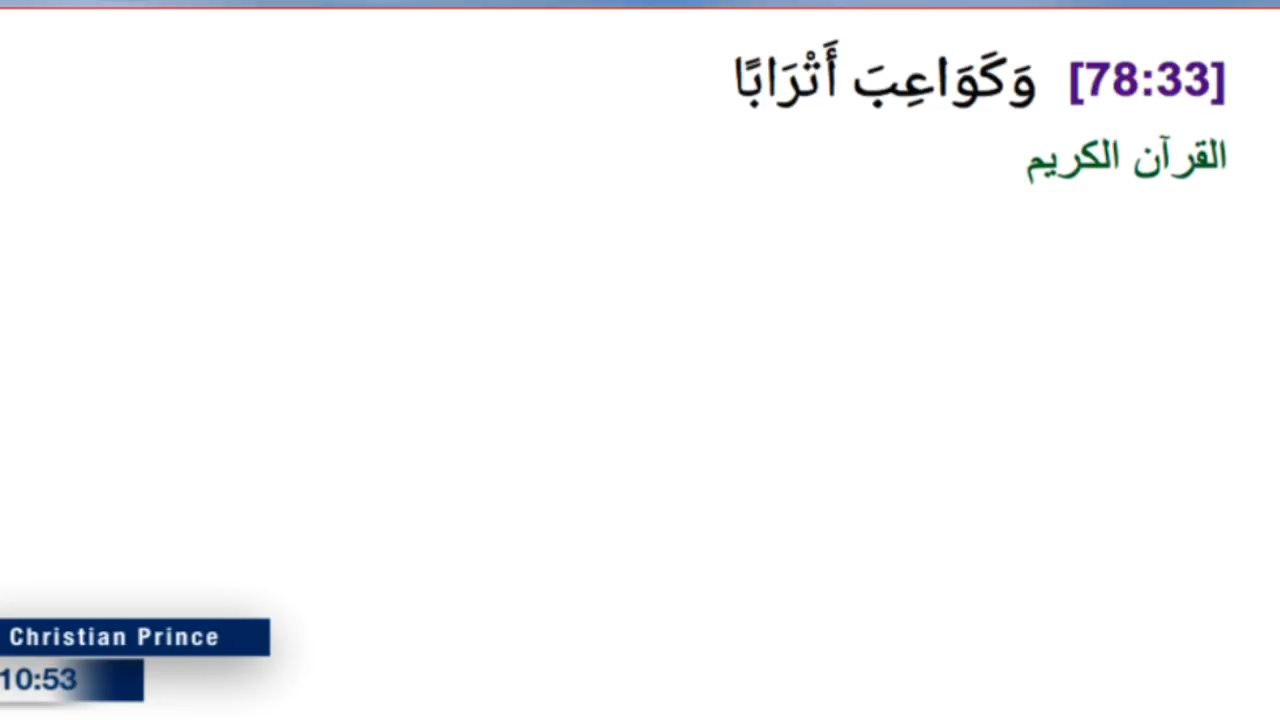 [78:33] وَكَوَاعِبَ أَتْرَابًا
القرآن الكريم
Christian Prince
10:53